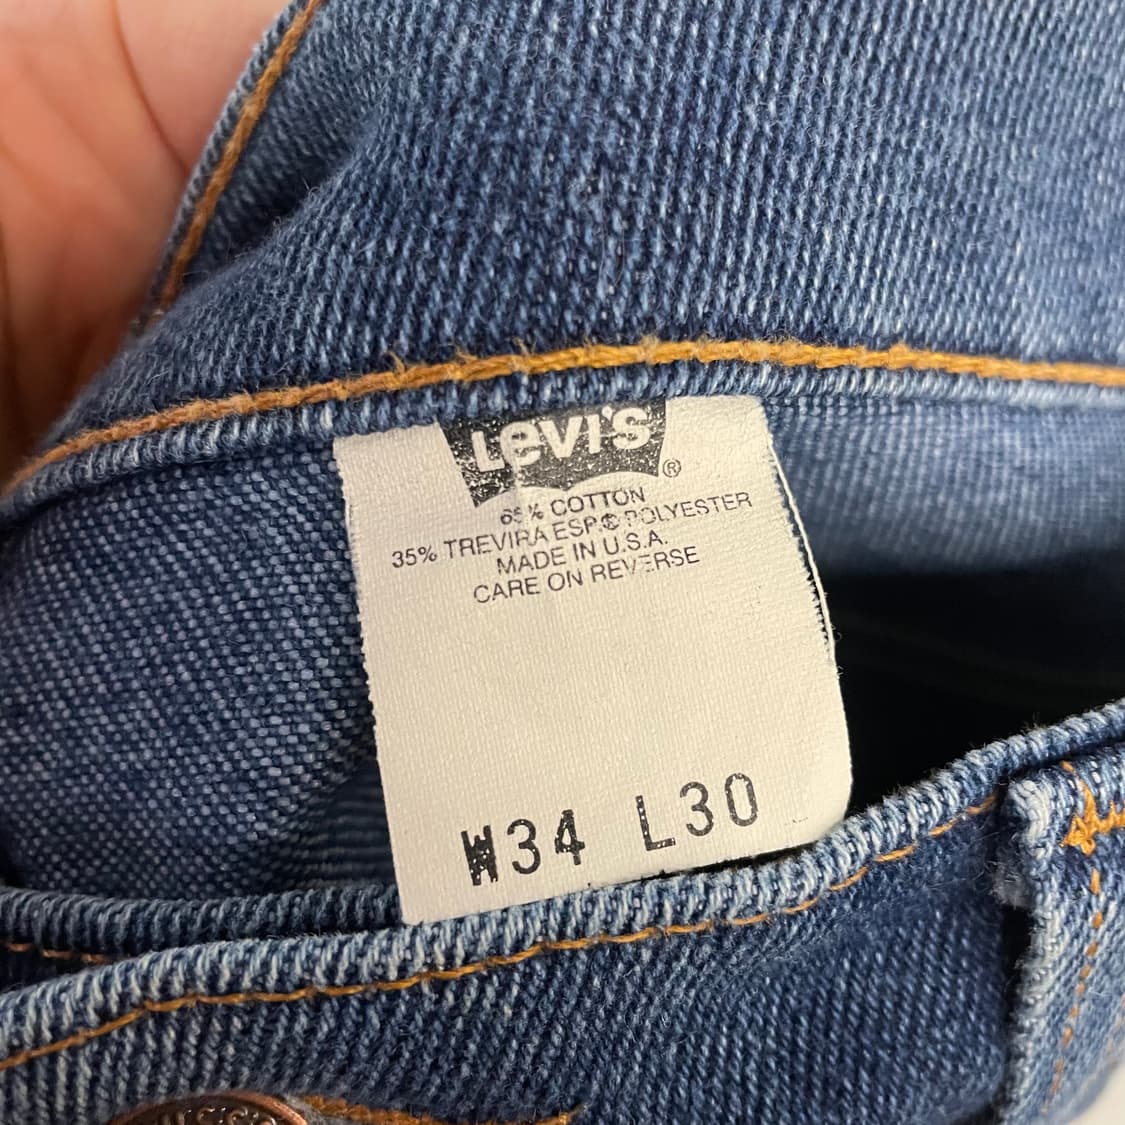 Levi's®
65% COTTON
35% TREVIRA ESP® POLYESTER
MADE IN U.S.A.
CARE ON REVERSE
W34 L30